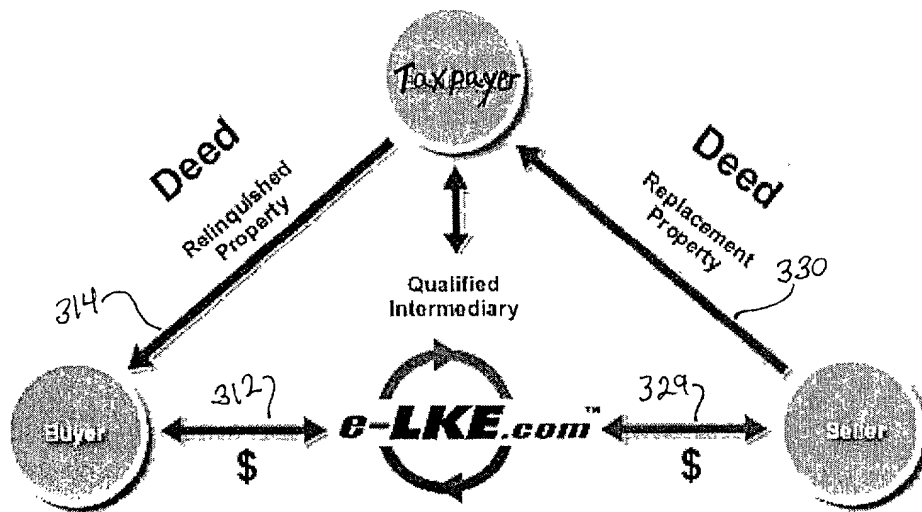 Taxpayer
Deed
Deed
Relinquished
Property
Replacement
Property
314
330
Qualified
Intermediary
Buyer
312
e-LKE.com™
329
Seller
$
$